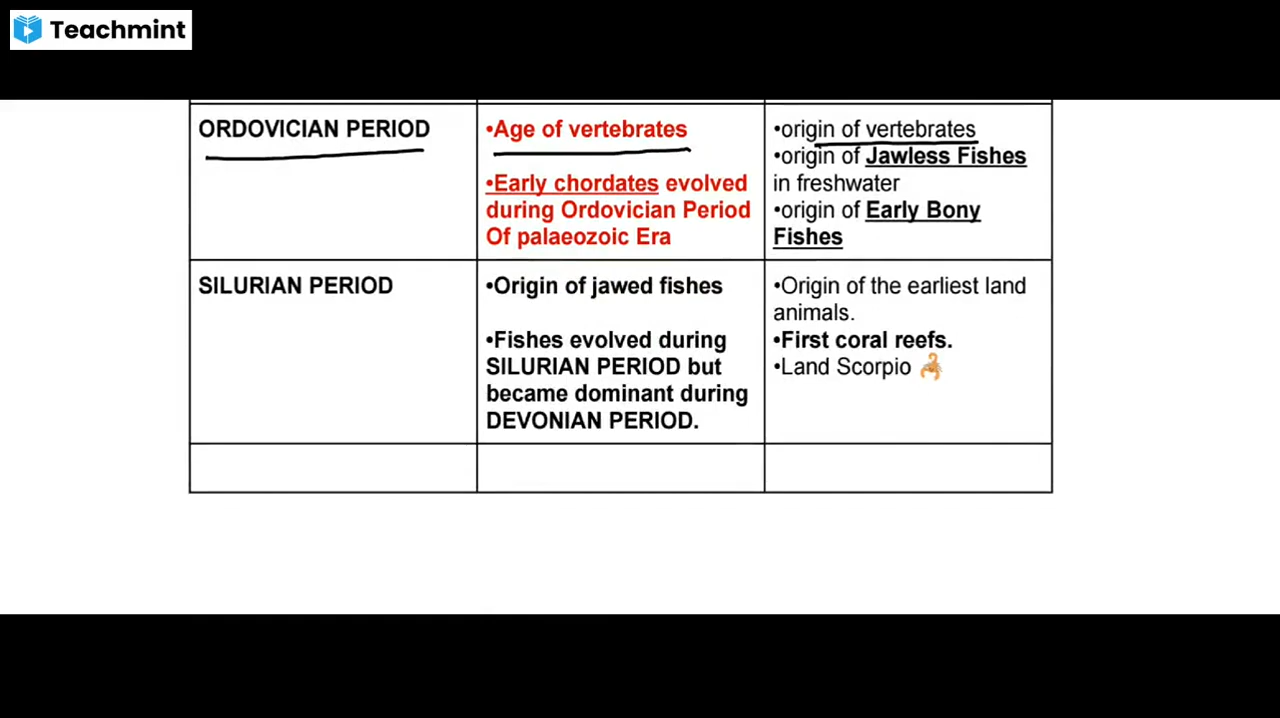 Teachmint
ORDOVICIAN PERIOD
•Age of vertebrates
•Early chordates evolved
during Ordovician Period
Of palaeozoic Era
•origin of vertebrates
•origin of Jawless Fishes
in freshwater
•origin of Early Bony
Fishes
SILURIAN PERIOD
•Origin of jawed fishes
•Fishes evolved during
SILURIAN PERIOD but
became dominant during
DEVONIAN PERIOD.
•Origin of the earliest land
animals.
•First coral reefs.
•Land Scorpio 🦂